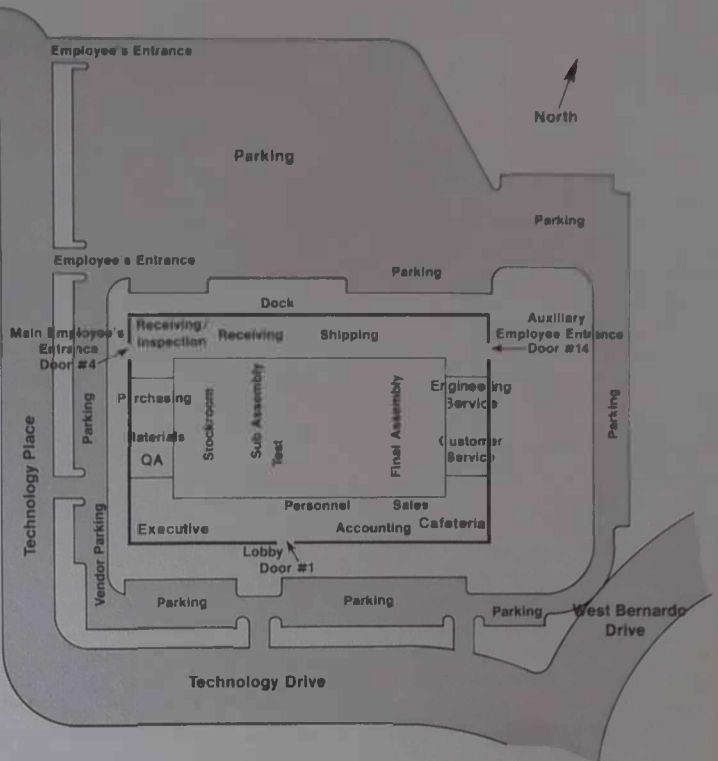 Employee's Entrance
North
Parking
Parking
Employee's Entrance
Parking
Dock
Main Employee's
Entrance
Door #4
Receiving/
Inspection
Receiving
Shipping
Auxiliary
Employee Entrance
Door #14
Purchasing
Materials
QA
Stockroom
Sub Assembly
Test
Final Assembly
Engineering
Service
Customer
Service
Parking
Parking
Technology Place
Personnel
Sales
Executive
Accounting
Cafeteria
Lobby
Door #1
Vendor Parking
Parking
Parking
Parking
West Bernardo
Drive
Technology Drive